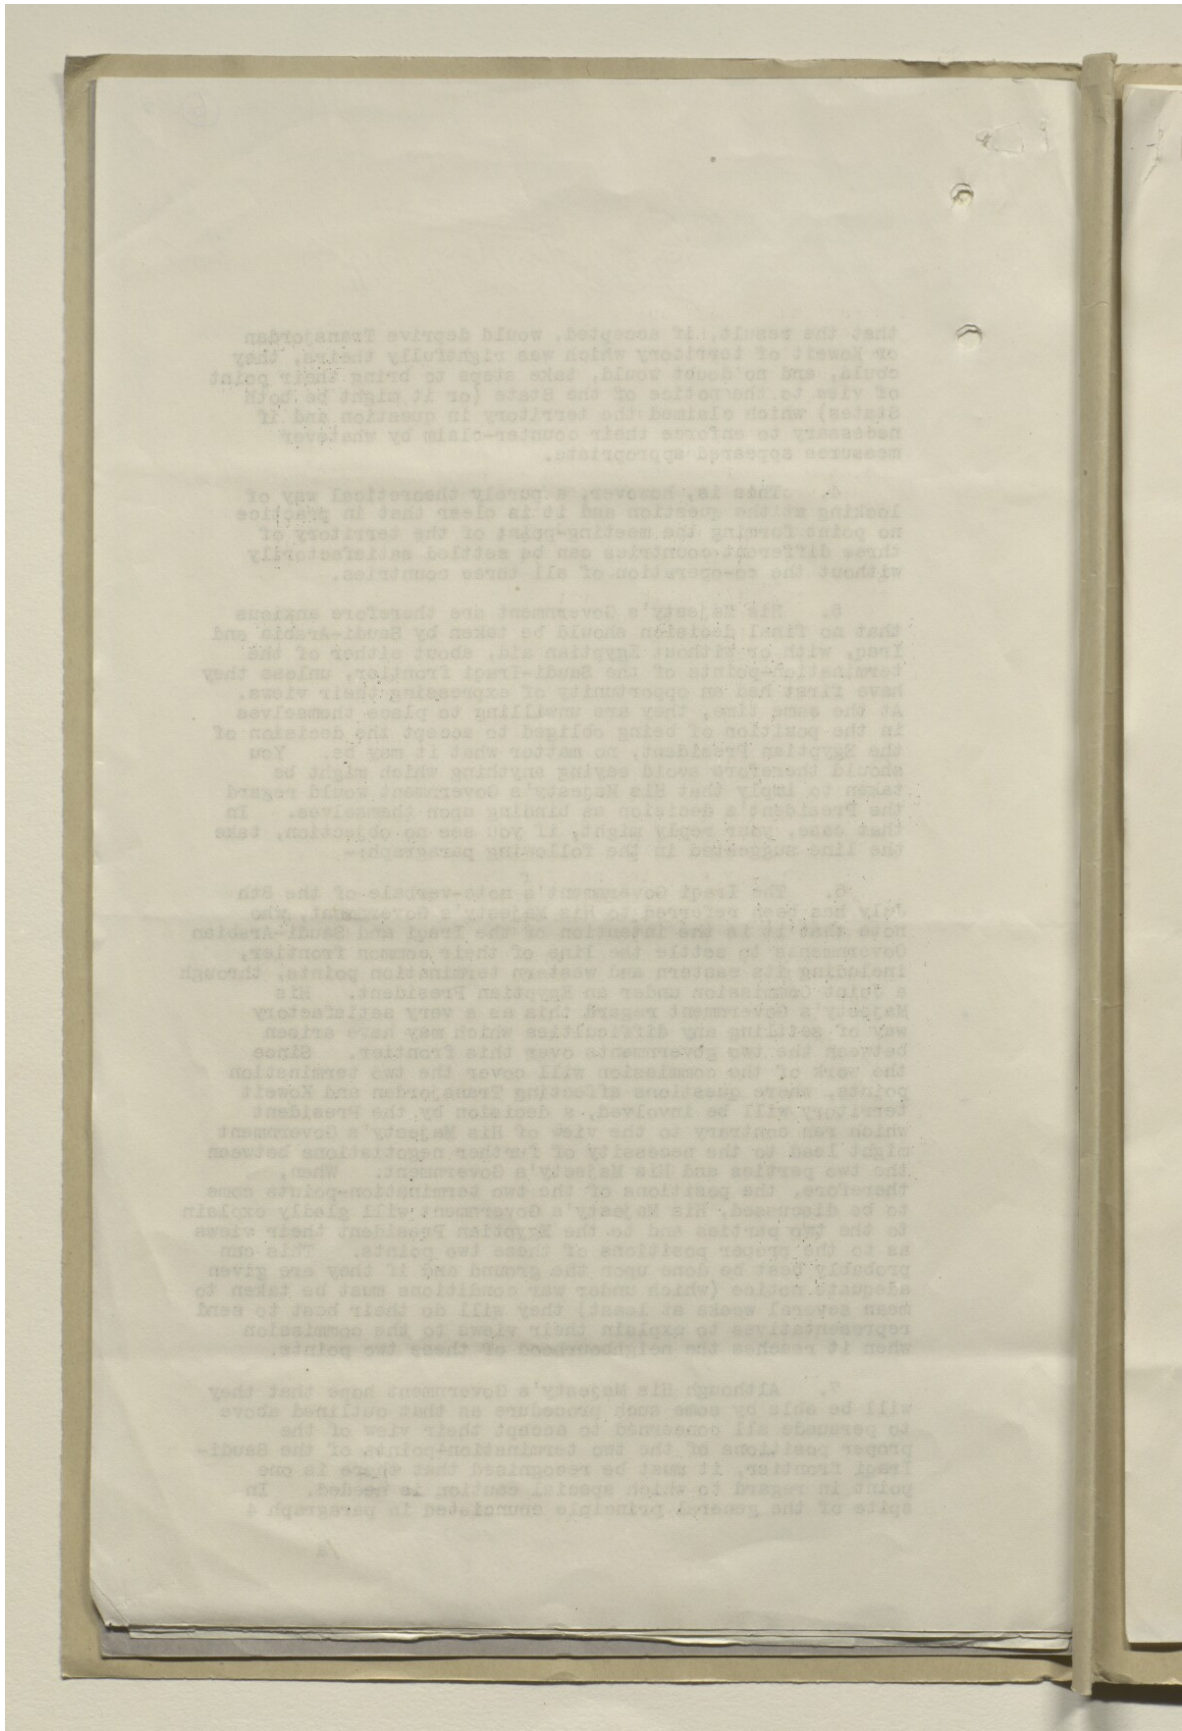 that the result, if accepted, would deprive Transjordan
or Koweit of territory which was rightfully theirs, they
could, and no doubt would, take steps to bring their point
of view to the notice of the State (or it might be both
States) which claimed the territory in question and if
necessary to enforce their counter-claim by whatever
measures appeared appropriate.
4. This is, however, a purely theoretical way of
looking at the question and it is clear that in practice
no point forming the meeting-point of the territory of
three different countries can be settled satisfactorily
without the co-operation of all three countries.
5. His Majesty's Government are therefore anxious
that no final decision should be taken by Saudi-Arabia and
Iraq, with or without Egyptian aid, about either of the
termination-points of the Saudi-Iraqi frontier, unless they
have first had an opportunity of expressing their views.
At the same time, they are unwilling to place themselves
in the position of being obliged to accept the decision of
the Egyptian President, no matter what it may be. You
should therefore avoid saying anything which might be
taken to imply that His Majesty's Government would regard
the President's decision as binding upon themselves. In
that case, your reply might, if you see no objection, take
the line suggested in the following paragraph:-
6. The Iraqi Government's note-verbale of the 8th
July has been referred to His Majesty's Government, who
note that it is the intention of the Iraqi and Saudi-Arabian
Governments to settle the line of their common frontier,
including its eastern and western termination points, through
a Joint Commission under an Egyptian President. His
Majesty's Government regard this as a very satisfactory
way of settling any difficulties which may have arisen
between the two governments over this frontier. Since
the work of the commission will cover the two termination
points, where questions affecting Transjordan and Koweit
territory will be involved, a decision by the President
which ran contrary to the view of His Majesty's Government
might lead to the necessity of further negotiations between
the two parties and His Majesty's Government. When,
therefore, the positions of the two termination-points come
to be discussed, His Majesty's Government will gladly explain
to the two parties and to the Egyptian President their views
as to the proper positions of these two points. This can
probably best be done upon the ground and if they are given
adequate notice (which under war conditions must be taken to
mean several weeks at least) they will do their best to send
representatives to explain their views to the commission
when it reaches the neighbourhood of these two points.
7. Although His Majesty's Government hope that they
will be able by some such procedure as that outlined above
to persuade all concerned to accept their view of the
proper positions of the two termination-points of the Saudi-
Iraqi frontier, it must be recognised that there is one
point in regard to which special caution is needed. In
spite of the general principle enunciated in paragraph 4